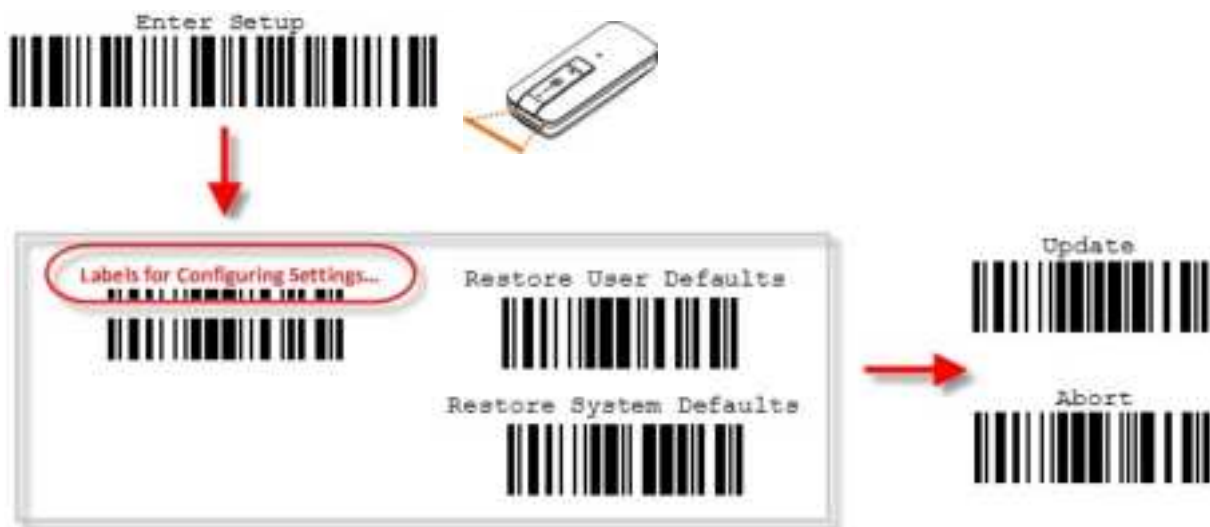 Enter Setup
Labels for Configuring Settings...
Restore User Defaults
Restore System Defaults
Update
Abort